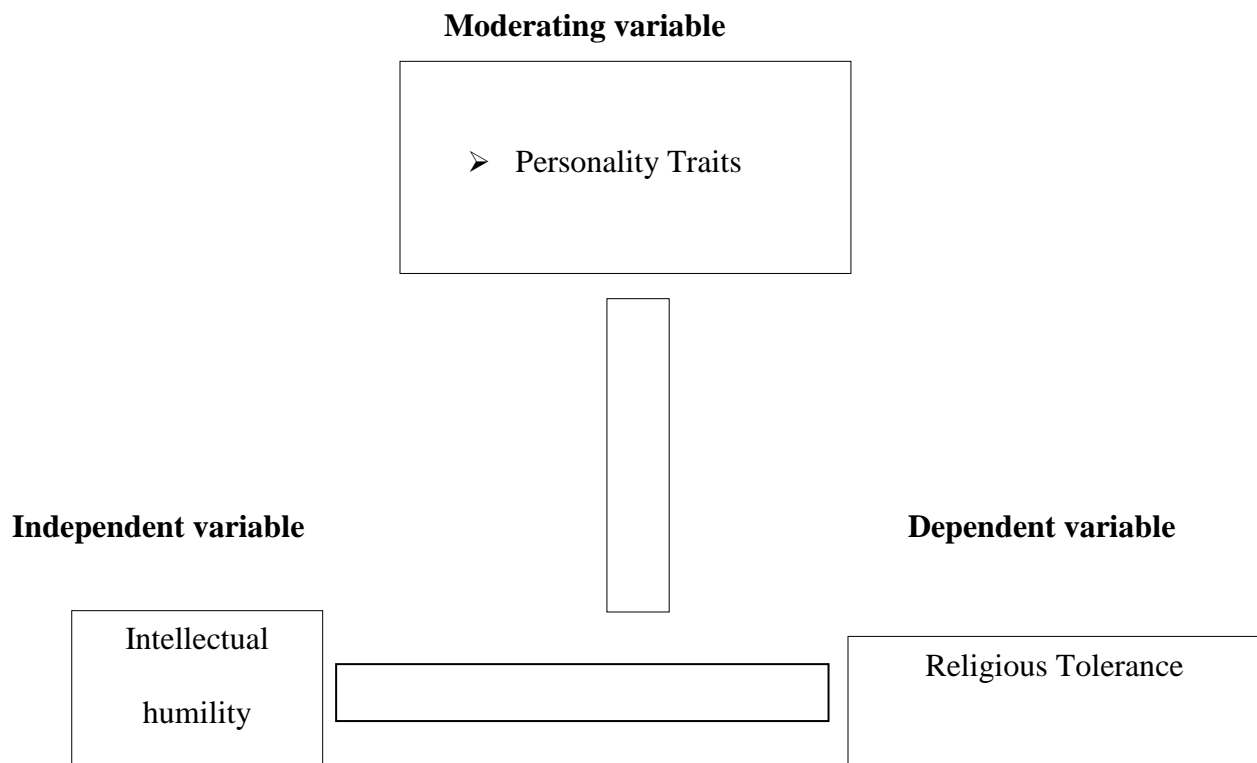 Moderating variable
➢ Personality Traits
Independent variable
Dependent variable
Intellectual
humility
Religious Tolerance